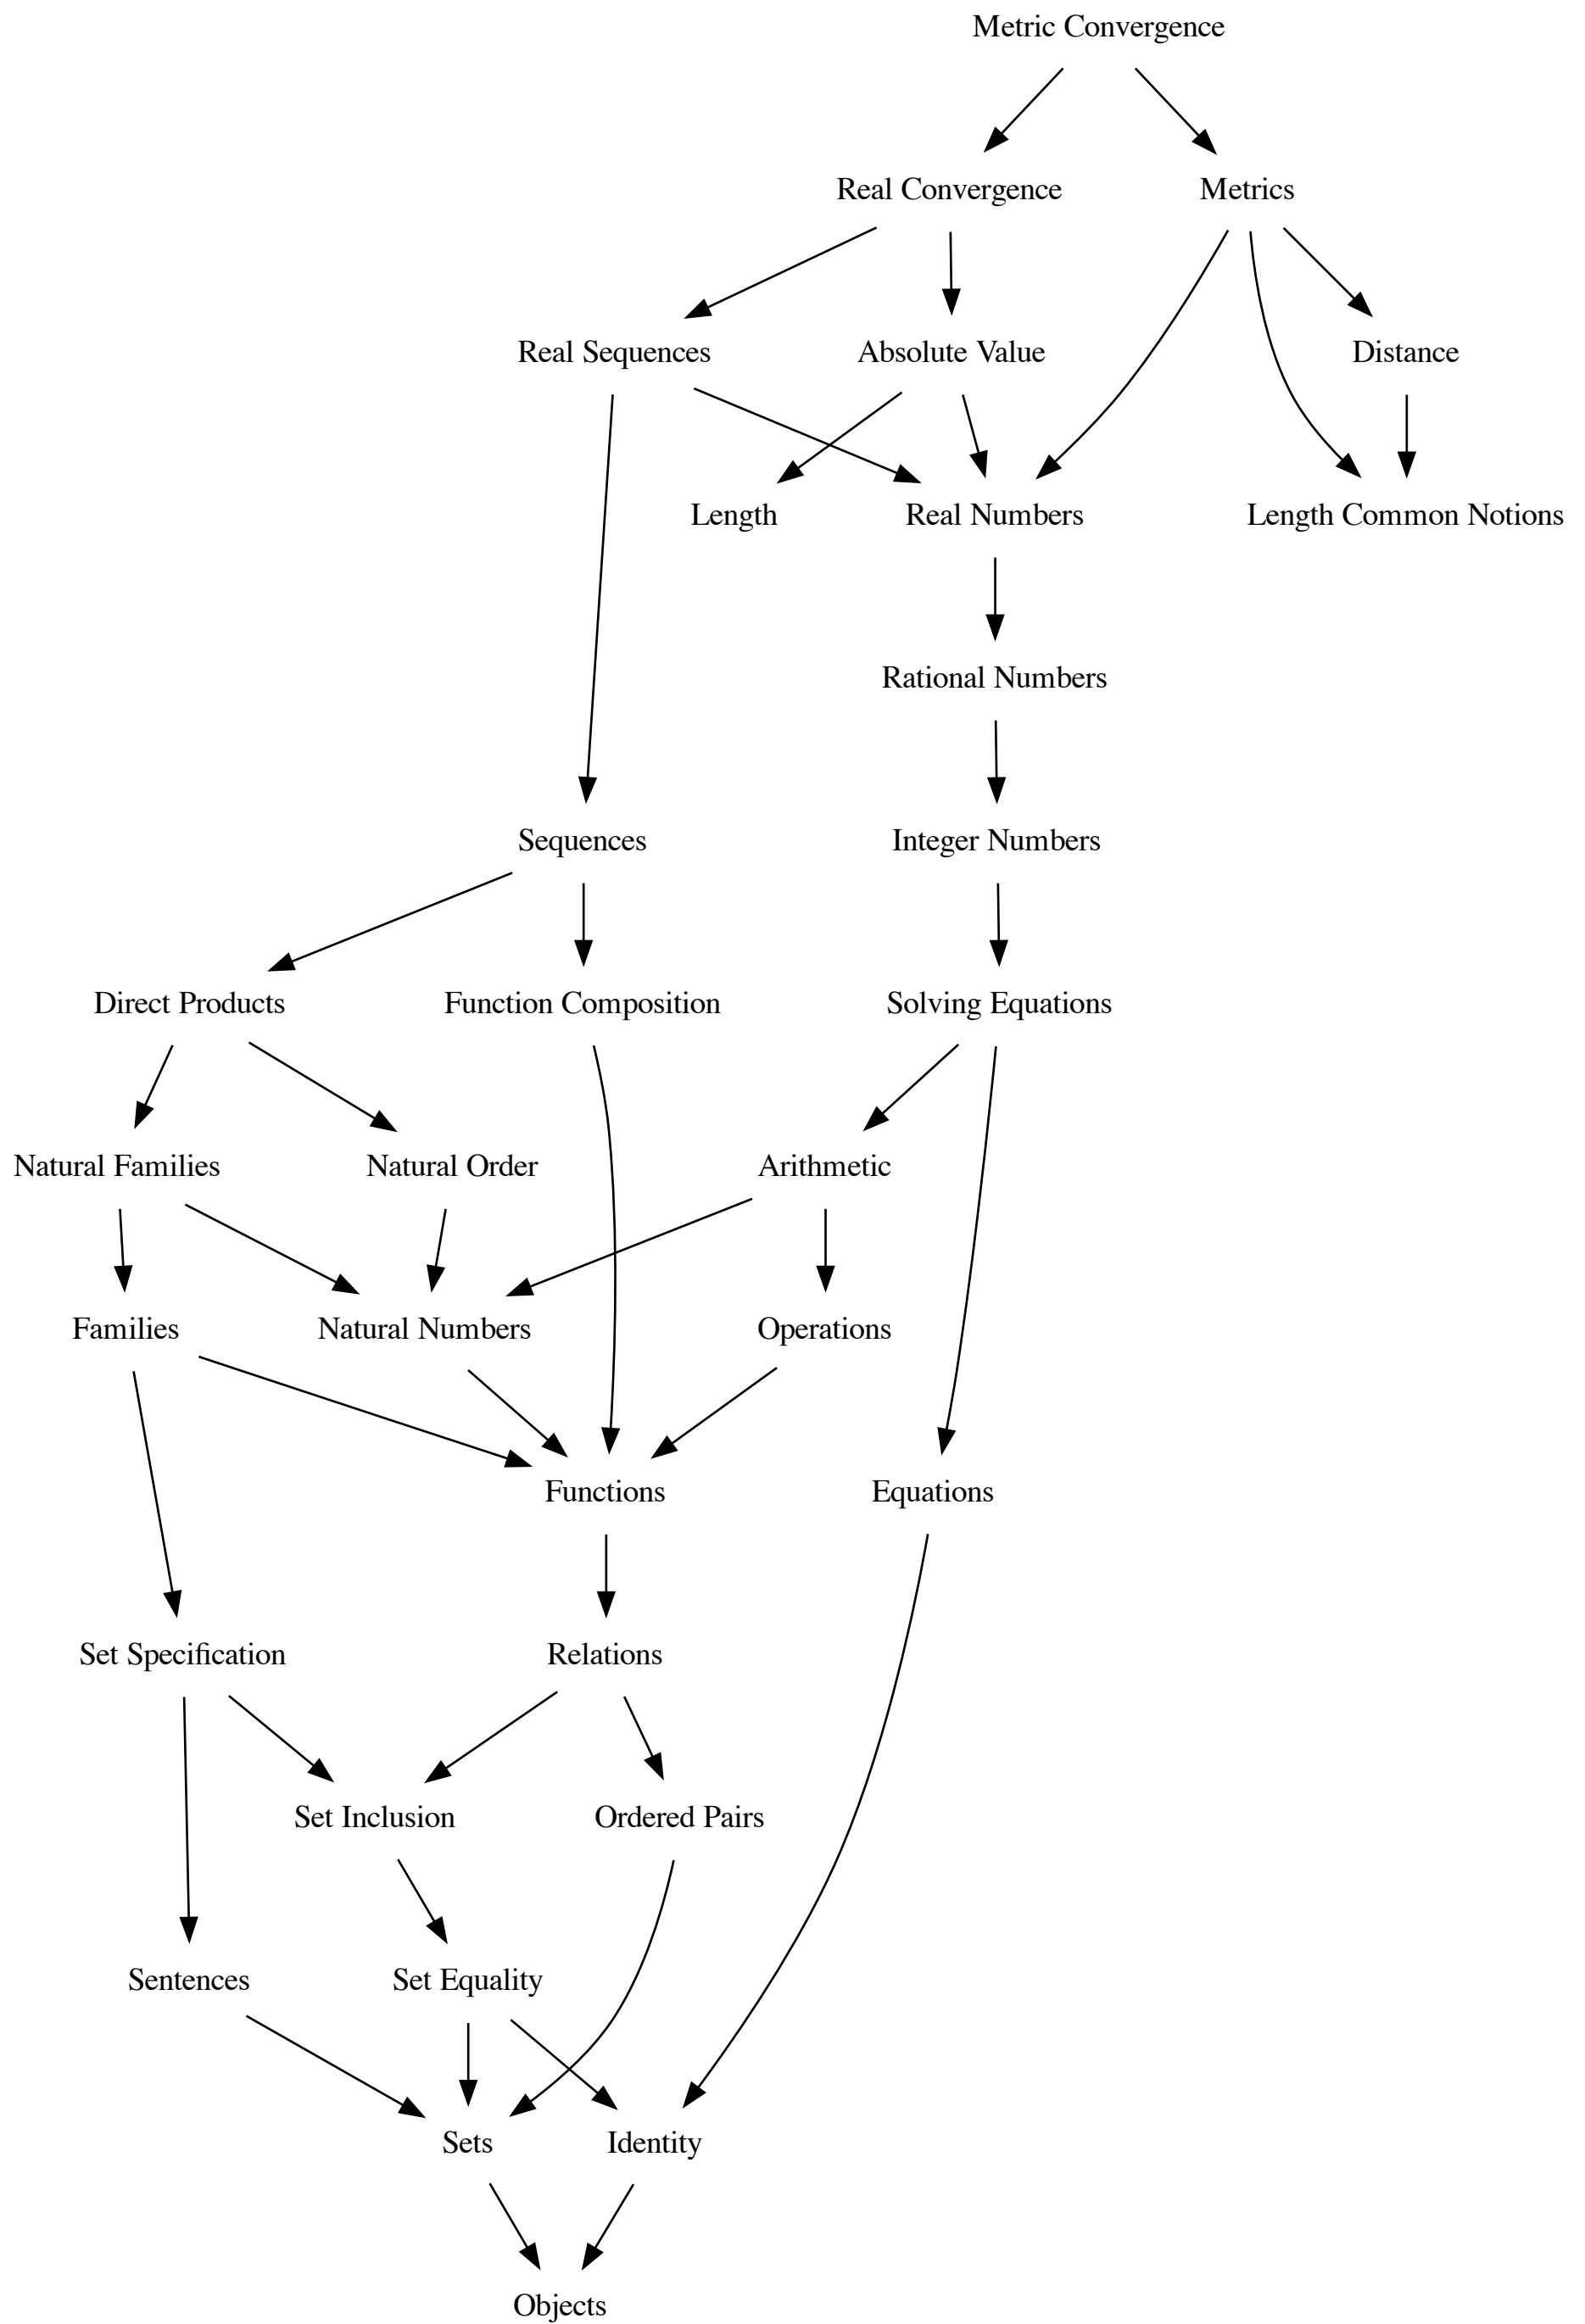 Metric Convergence
Real Convergence
Metrics
Real Sequences
Absolute Value
Distance
Length
Real Numbers
Length Common Notions
Rational Numbers
Sequences
Integer Numbers
Direct Products
Function Composition
Solving Equations
Natural Families
Natural Order
Arithmetic
Families
Natural Numbers
Operations
Functions
Equations
Set Specification
Relations
Set Inclusion
Ordered Pairs
Sentences
Set Equality
Sets
Identity
Objects